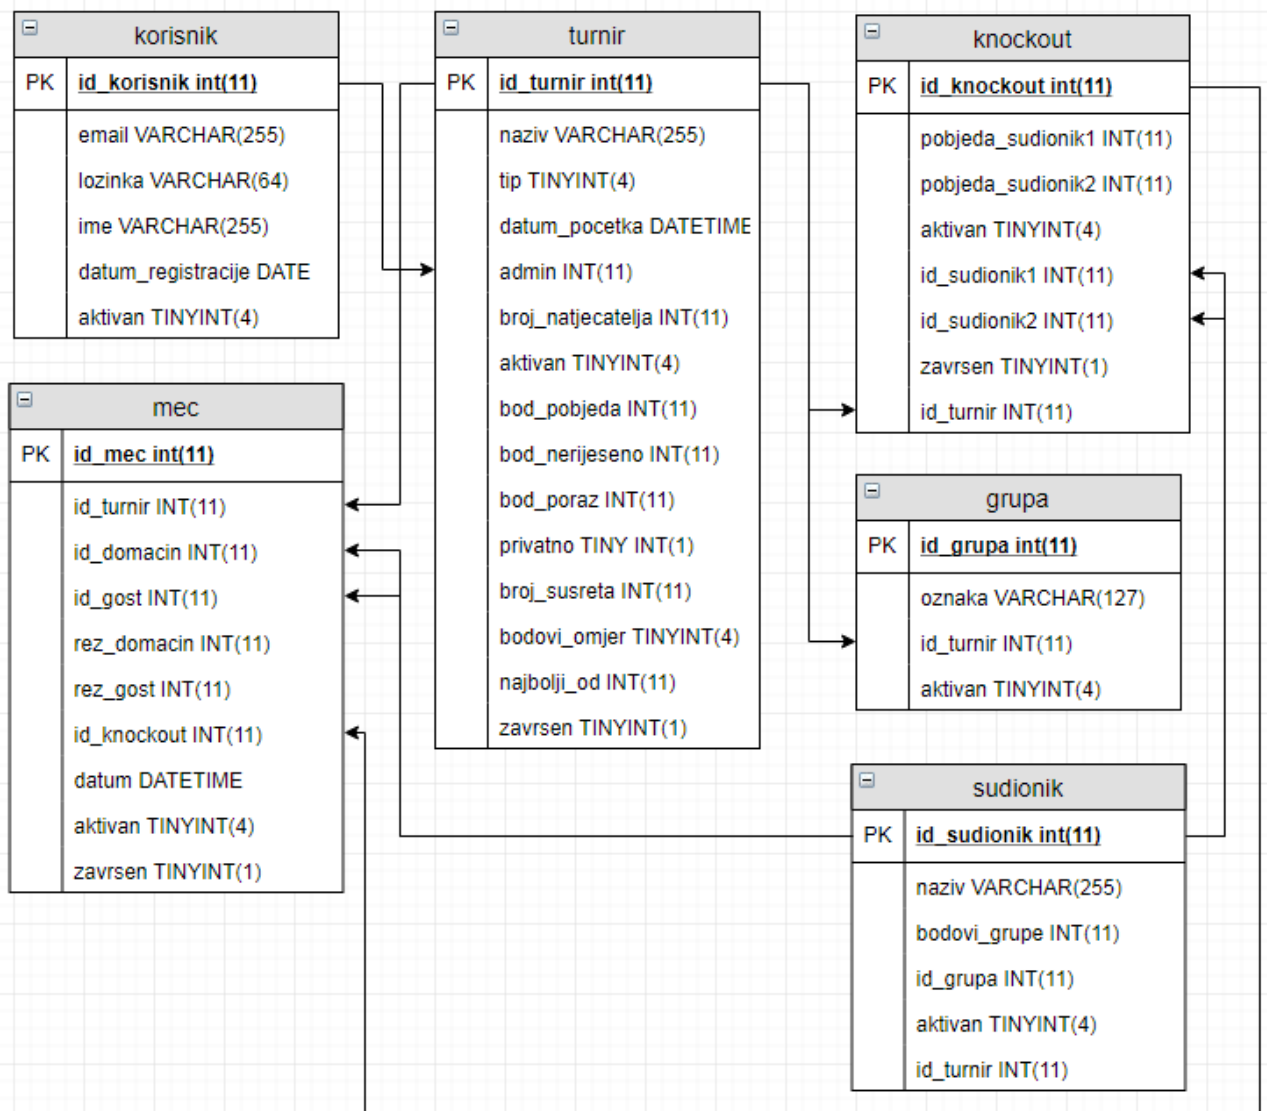 korisnik
PK id_korisnik int(11)
email VARCHAR(255)
lozinka VARCHAR(64)
ime VARCHAR(255)
datum_registracije DATE
aktivan TINYINT(4)
turnir
PK id_turnir int(11)
naziv VARCHAR(255)
tip TINYINT(4)
datum_pocetka DATETIME
admin INT(11)
broj_natjecatelja INT(11)
aktivan TINYINT(4)
bod_pobjeda INT(11)
bod_nerijeseno INT(11)
bod_poraz INT(11)
privatno TINY INT(1)
broj_susreta INT(11)
bodovi_omjer TINYINT(4)
najbolji_od INT(11)
zavrsen TINYINT(1)
knockout
PK id_knockout int(11)
pobjeda_sudionik1 INT(11)
pobjeda_sudionik2 INT(11)
aktivan TINYINT(4)
id_sudionik1 INT(11)
id_sudionik2 INT(11)
zavrsen TINYINT(1)
id_turnir INT(11)
mec
PK id_mec int(11)
id_turnir INT(11)
id_domacin INT(11)
id_gost INT(11)
rez_domacin INT(11)
rez_gost INT(11)
id_knockout INT(11)
datum DATETIME
aktivan TINYINT(4)
zavrsen TINYINT(1)
grupa
PK id_grupa int(11)
oznaka VARCHAR(127)
id_turnir INT(11)
aktivan TINYINT(4)
sudionik
PK id_sudionik int(11)
naziv VARCHAR(255)
bodovi_grupe INT(11)
id_grupa INT(11)
aktivan TINYINT(4)
id_turnir INT(11)